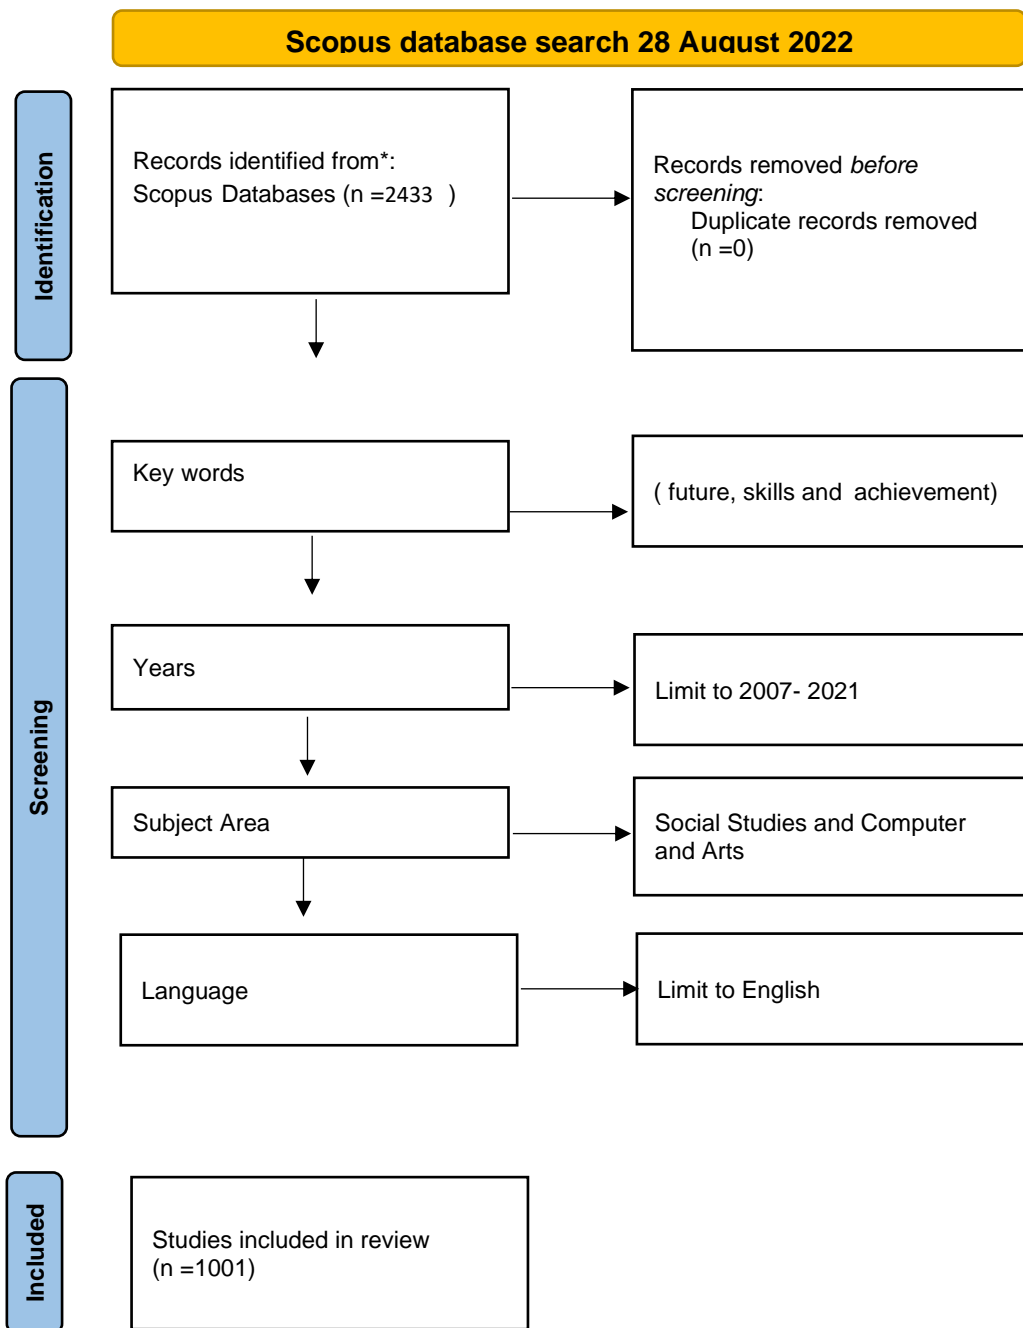 Scopus database search 28 August 2022
Identification
Records identified from*:
Scopus Databases (n =2433 )
Records removed before
screening:
Duplicate records removed
(n =0)
Screening
Key words
( future, skills and achievement)
Years
Limit to 2007- 2021
Subject Area
Social Studies and Computer
and Arts
Language
Limit to English
Included
Studies included in review
(n =1001)